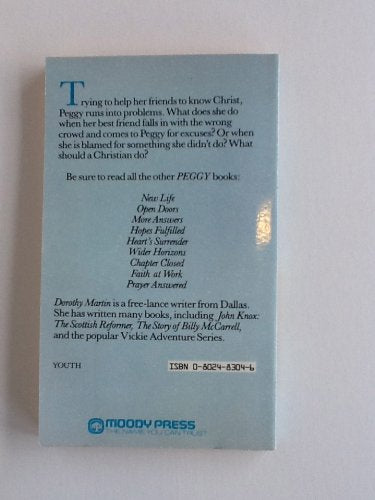 Trying to help her friends to know Christ,
Peggy runs into problems. What does she do
when her best friend falls in with the wrong
crowd and comes to Peggy for excuses? Or when
she is blamed for something she didn't do? What
should a Christian do?
Be sure to read all the other PEGGY books:
New Life
Open Doors
More Answers
Hopes Fulfilled
Heart's Surrender
Wider Horizons
Chapter Closed
Faith at Work
Prayer Answered
Dorothy Martin is a free-lance writer from Dallas.
She has written many books, including John Knox:
The Scottish Reformer, The Story of Billy McCarrell,
and the popular Vickie Adventure Series.
YOUTH
ISBN 0-8024-8304-6
MOODY PRESS
THE NAME YOU CAN TRUST